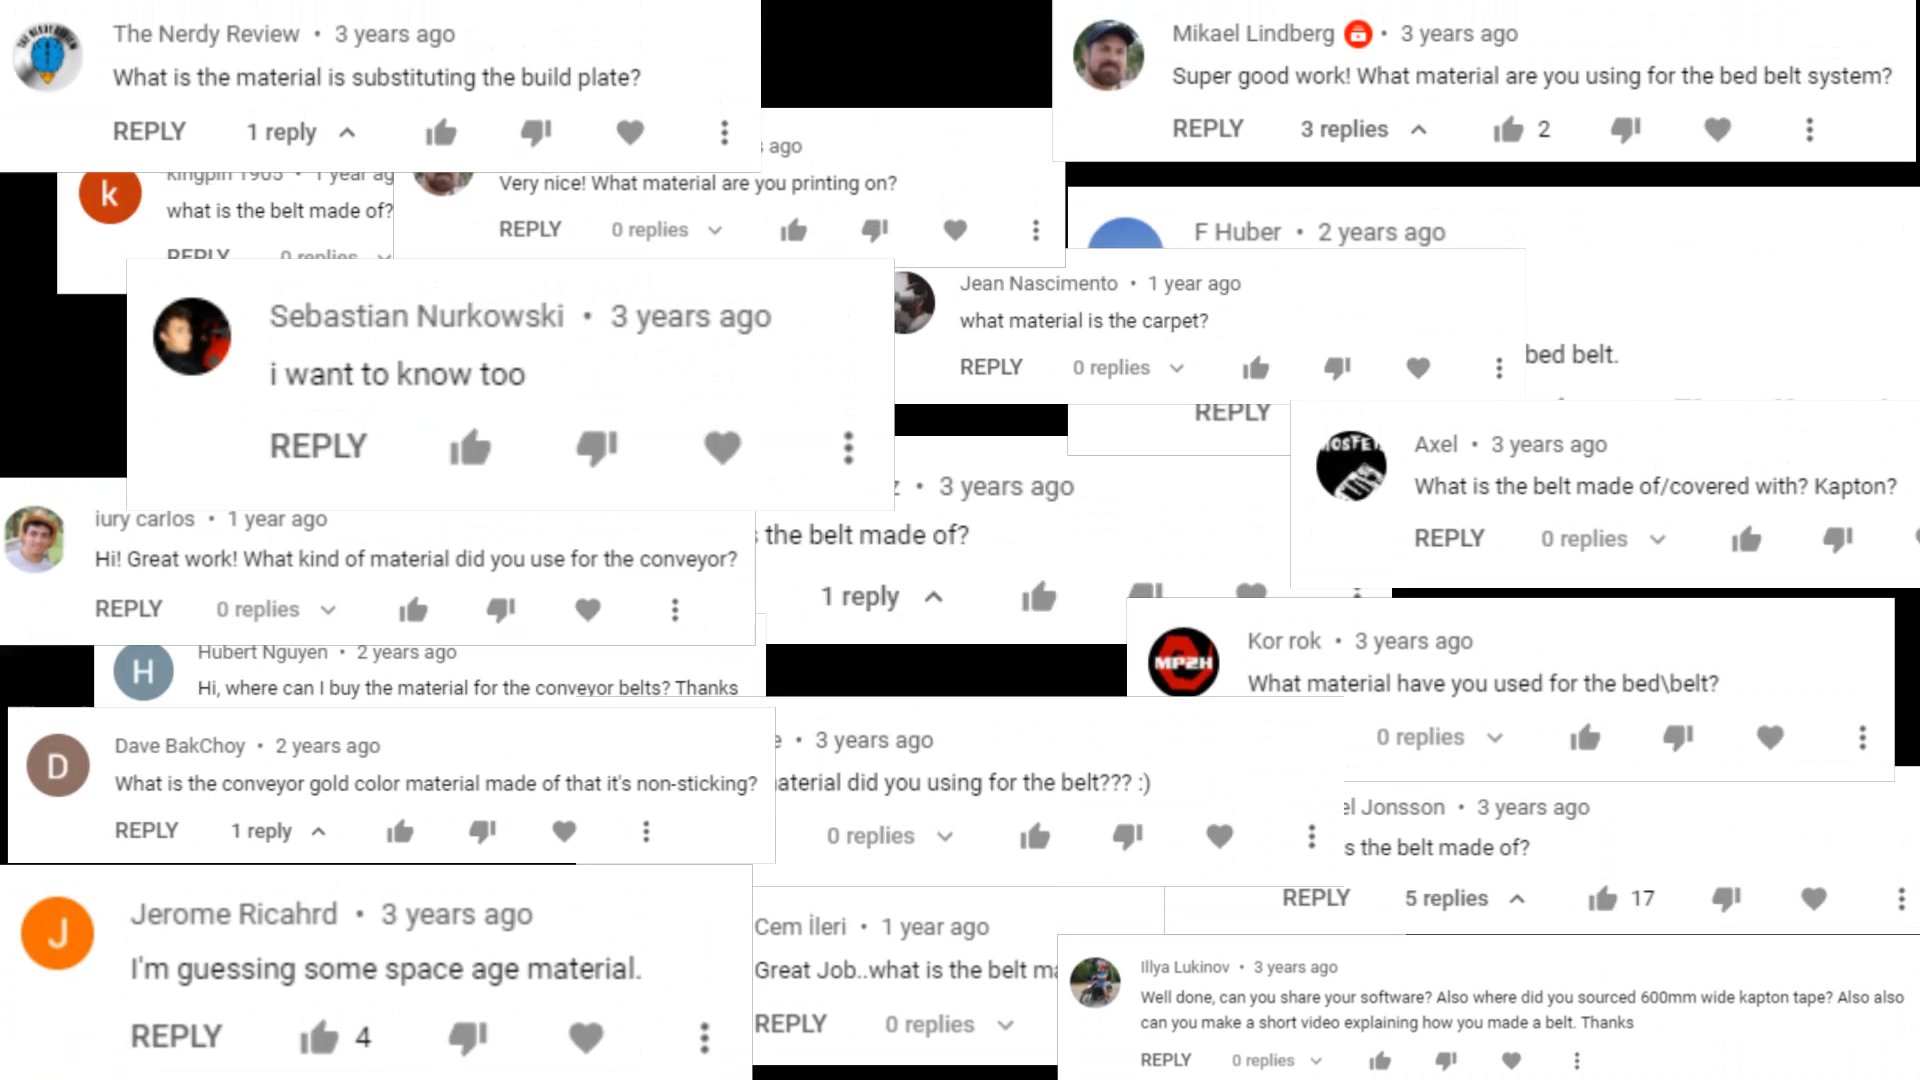 The Nerdy Review • 3 years ago
What is the material is substituting the build plate?
REPLY 1 reply
Mikael Lindberg • 3 years ago
Super good work! What material are you using for the bed belt system?
REPLY 3 replies 2
ago
Very nice! What material are you printing on?
REPLY 0 replies
k
kingpin 1905 • 1 year ag
what is the belt made of?
REPLY 0 replies
F Huber • 2 years ago
bed belt.
REPLY
Sebastian Nurkowski • 3 years ago
i want to know too
REPLY
Jean Nascimento • 1 year ago
what material is the carpet?
REPLY 0 replies
Axel • 3 years ago
What is the belt made of/covered with? Kapton?
REPLY 0 replies
z • 3 years ago
the belt made of?
1 reply
iury carlos • 1 year ago
Hi! Great work! What kind of material did you use for the conveyor?
REPLY 0 replies
MP2H
Kor rok • 3 years ago
What material have you used for the bed\belt?
0 replies
H
Hubert Nguyen • 2 years ago
Hi, where can I buy the material for the conveyor belts? Thanks
D
Dave BakChoy • 2 years ago
What is the conveyor gold color material made of that it's non-sticking?
REPLY 1 reply
e • 3 years ago
aterial did you using for the belt??? :)
0 replies
el Jonsson • 3 years ago
s the belt made of?
REPLY 5 replies 17
J
Jerome Ricahrd • 3 years ago
I'm guessing some space age material.
REPLY 4
Cem İleri • 1 year ago
Great Job..what is the belt ma
REPLY 0 replies
Illya Lukinov • 3 years ago
Well done, can you share your software? Also where did you sourced 600mm wide kapton tape? Also also
can you make a short video explaining how you made a belt. Thanks
REPLY 0 replies